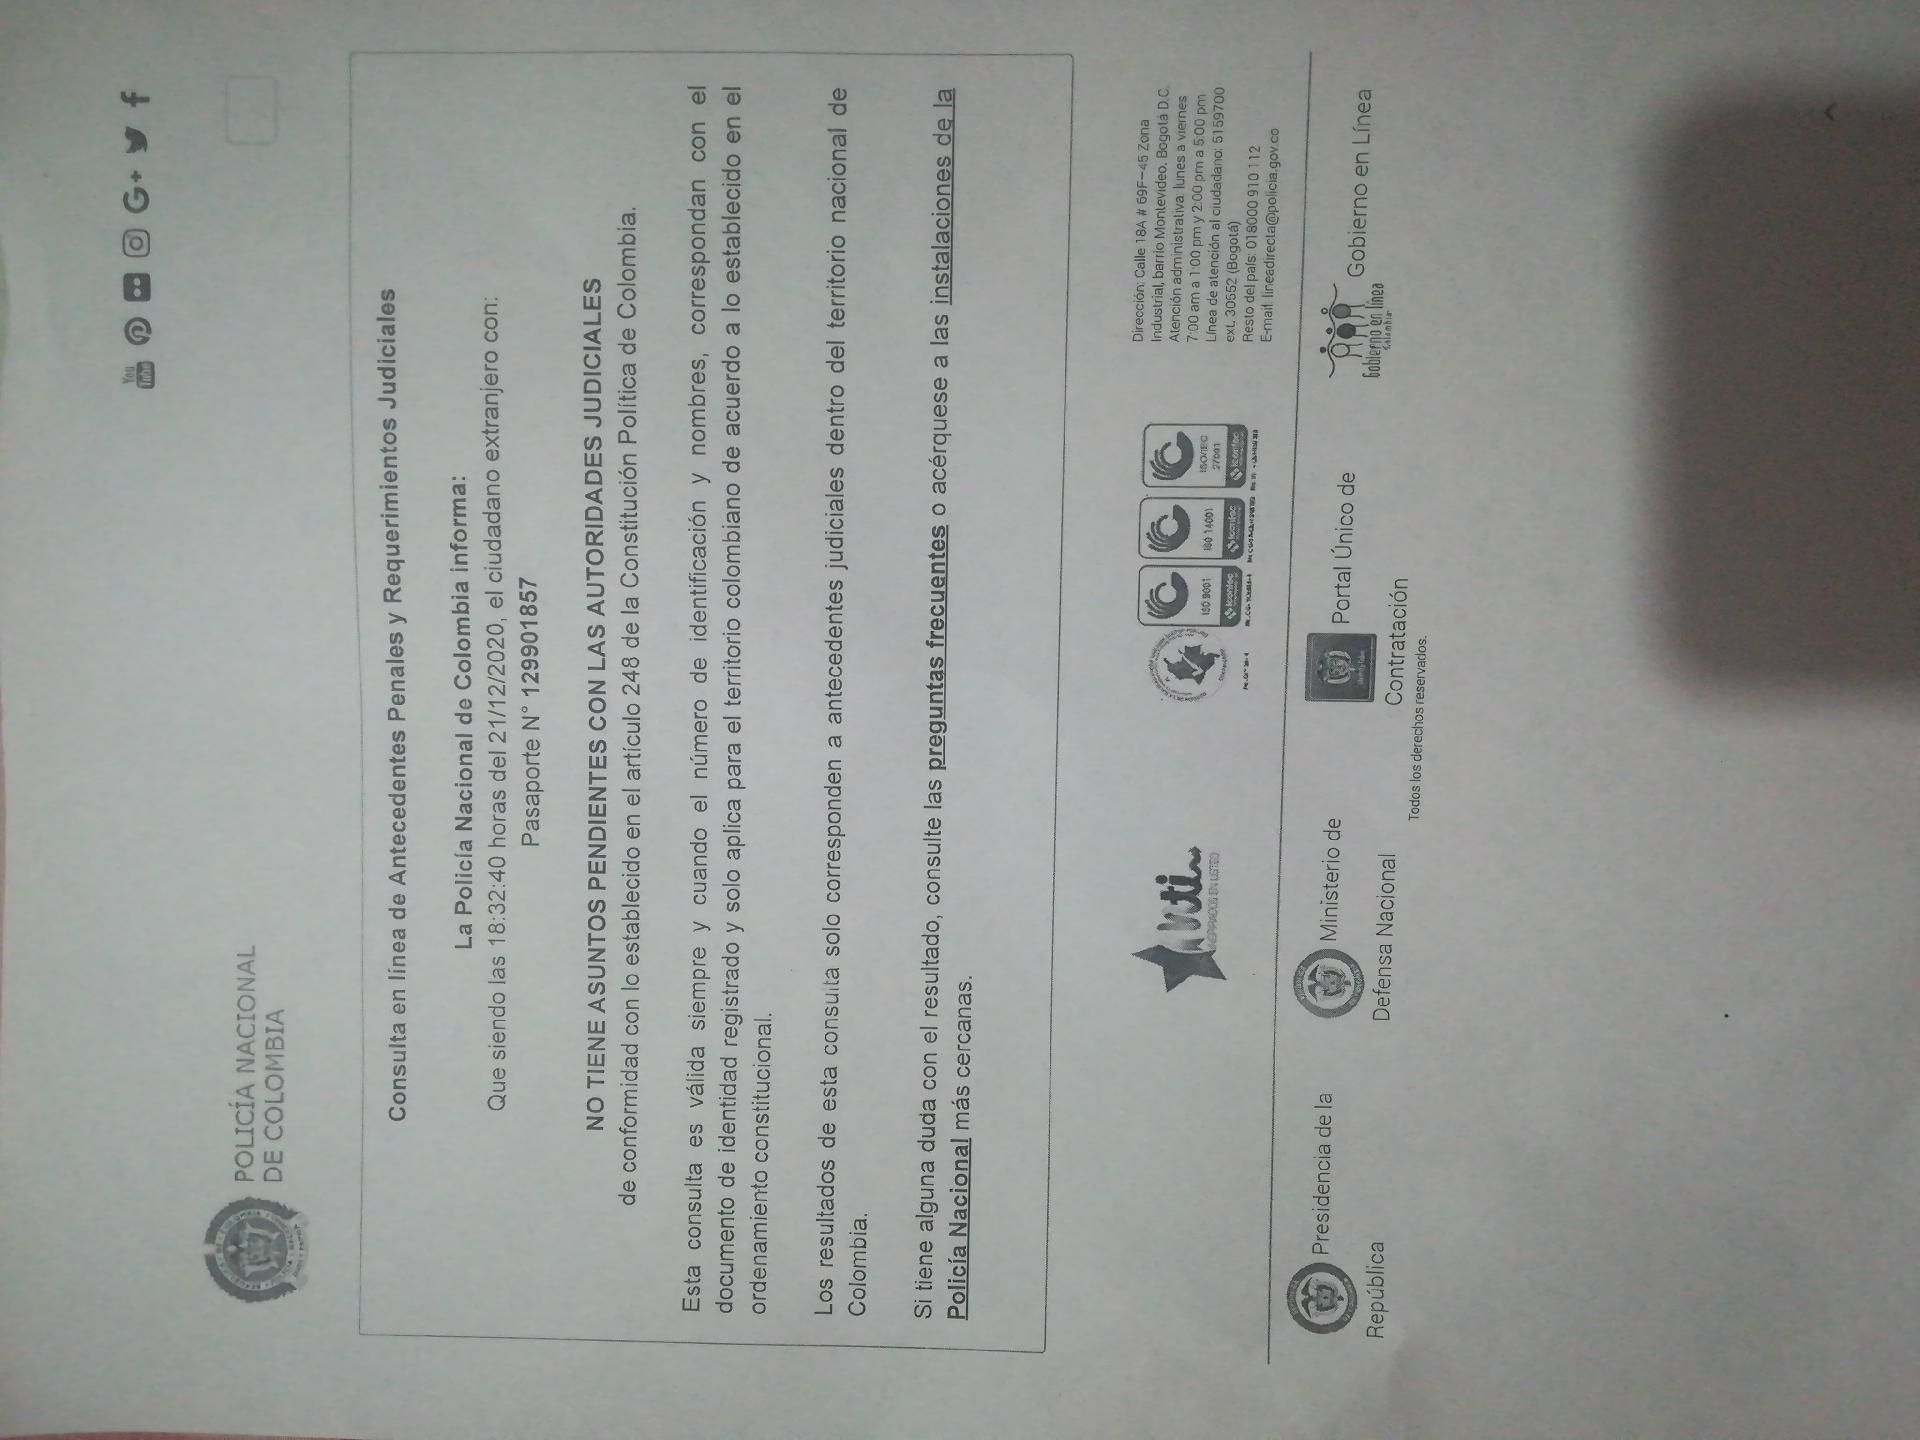 You
Tube
G+
f
POLICÍA NACIONAL
DE COLOMBIA
Consulta en línea de Antecedentes Penales y Requerimientos Judiciales
La Policía Nacional de Colombia informa:
Que siendo las 18:32:40 horas del 21/12/2020, el ciudadano extranjero con:
Pasaporte N° 129901857
NO TIENE ASUNTOS PENDIENTES CON LAS AUTORIDADES JUDICIALES
de conformidad con lo establecido en el artículo 248 de la Constitución Política de Colombia.
Esta consulta es válida siempre y cuando el número de identificación y nombres, correspondan con el
documento de identidad registrado y solo aplica para el territorio colombiano de acuerdo a lo establecido en el
ordenamiento constitucional.
Los resultados de esta consulta solo corresponden a antecedentes judiciales dentro del territorio nacional de
Colombia.
Si tiene alguna duda con el resultado, consulte las preguntas frecuentes o acérquese a las instalaciones de la
Policía Nacional más cercanas.
ISO 9001
icontec
ISO 14001
icontec
ISO/IEC
27001
icontec
Dirección: Calle 18A # 69F–45 Zona
Industrial, barrio Montevideo. Bogotá D.C.
Atención administrativa: lunes a viernes
7:00 am a 1:00 pm y 2:00 pm a 5:00 pm
Línea de atención al ciudadano: 5159700
ext. 30552 (Bogotá)
Resto del país: 018000 910 112
E-mail: lineadirecta@policia.gov.co
Presidencia de la
República
Ministerio de
Defensa Nacional
Portal Único de
Contratación
Gobierno en línea
Colombia
Gobierno en Línea
Todos los derechos reservados.